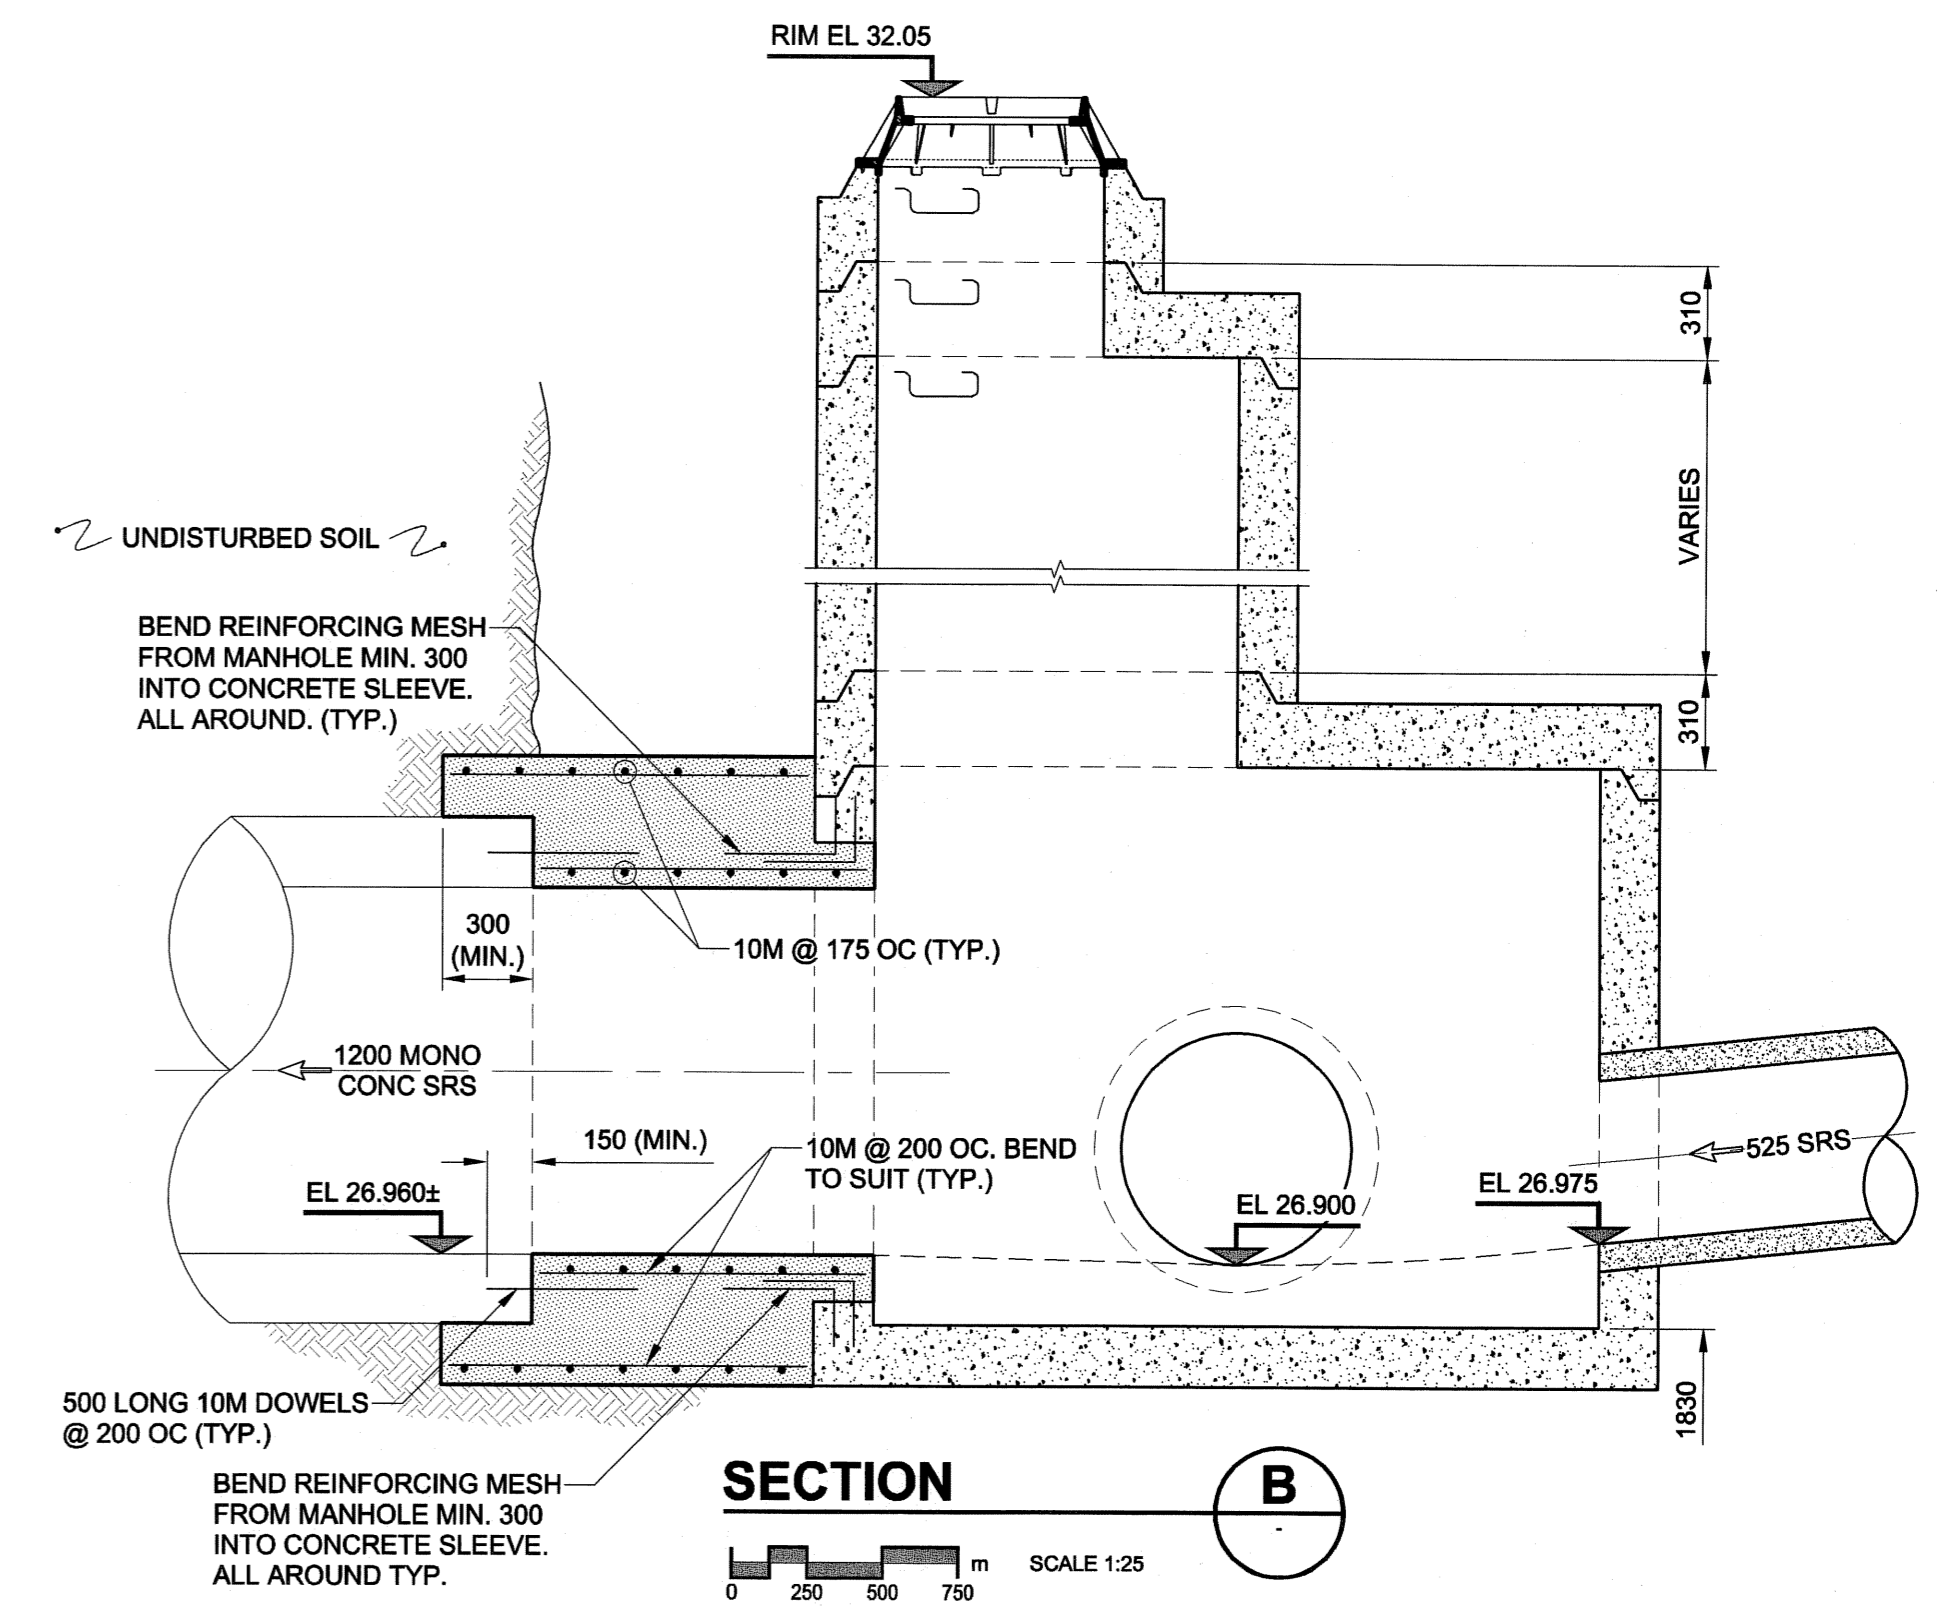 RIM EL 32.05
310
VARIES
UNDISTURBED SOIL
BEND REINFORCING MESH
FROM MANHOLE MIN. 300
INTO CONCRETE SLEEVE.
ALL AROUND. (TYP.)
310
300
(MIN.)
10M @ 175 OC (TYP.)
1200 MONO
CONC SRS
150 (MIN.)
10M @ 200 OC. BEND
TO SUIT (TYP.)
525 SRS
EL 26.960±
EL 26.900
EL 26.975
500 LONG 10M DOWELS
@ 200 OC (TYP.)
1830
BEND REINFORCING MESH
FROM MANHOLE MIN. 300
INTO CONCRETE SLEEVE.
ALL AROUND TYP.
SECTION
B
-
m
SCALE 1:25
0 250 500 750